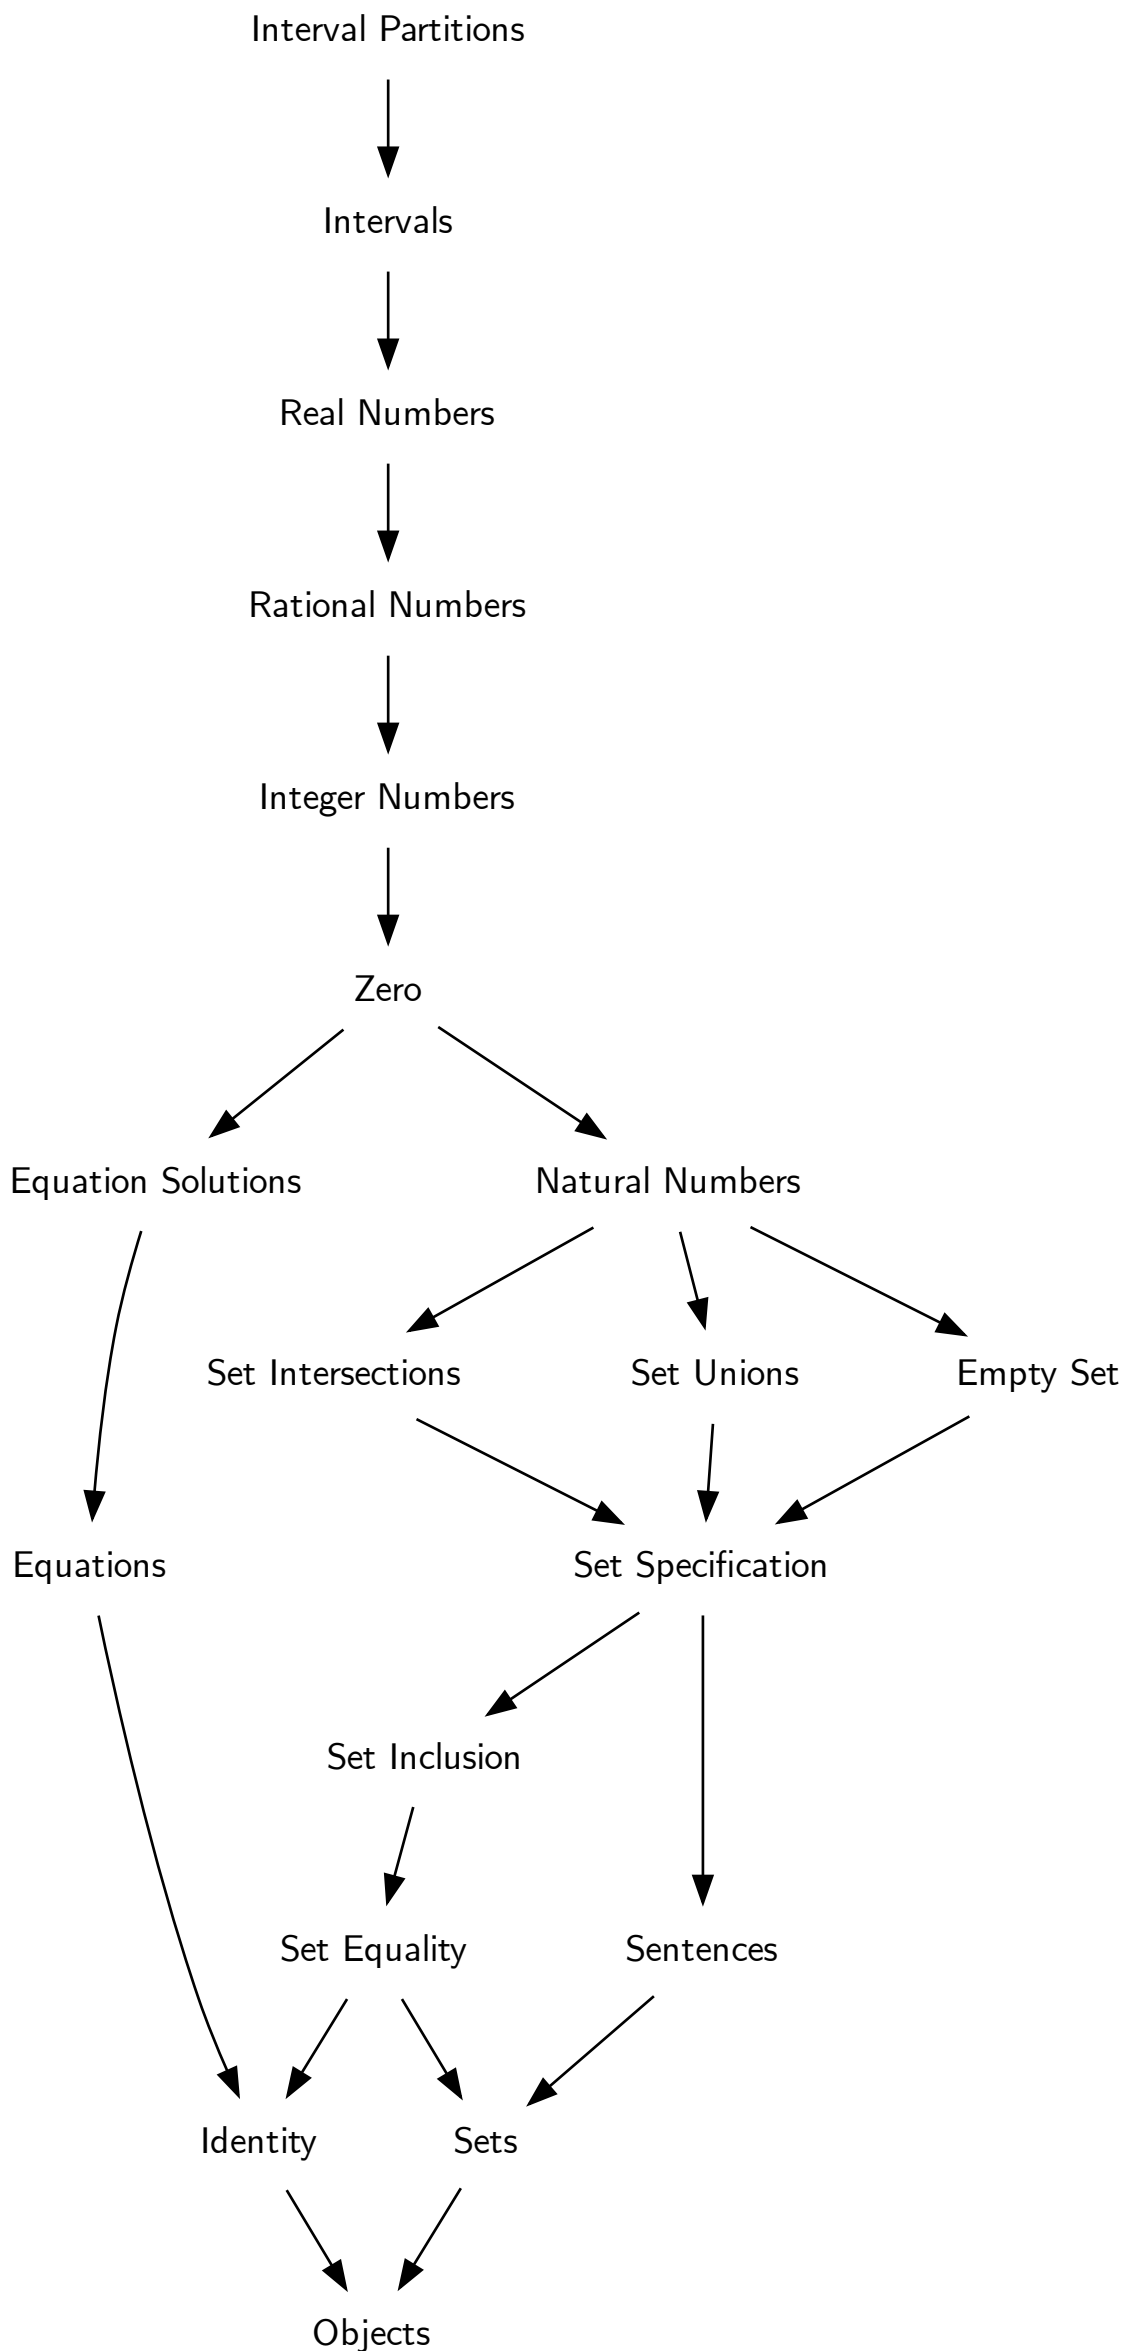 Interval Partitions
Intervals
Real Numbers
Rational Numbers
Integer Numbers
Zero
Equation Solutions
Natural Numbers
Set Intersections
Set Unions
Empty Set
Equations
Set Specification
Set Inclusion
Set Equality
Sentences
Identity
Sets
Objects